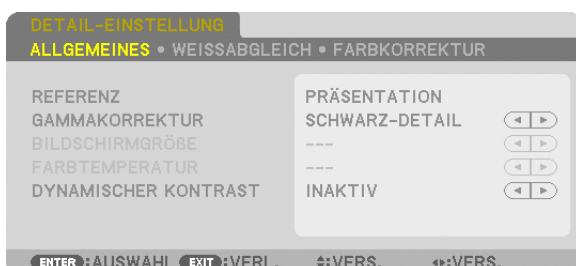 DETAIL-EINSTELLUNG
ALLGEMEINES • WEISSABGLEICH • FARBKORREKTUR
REFERENZ PRÄSENTATION
GAMMAKORREKTUR SCHWARZ-DETAIL
BILDSCHIRMGRÖßE ---
FARBTEMPERATUR ---
DYNAMISCHER KONTRAST INAKTIV
ENTER:AUSWAHL EXIT:VERL. :VERS. :VERS.